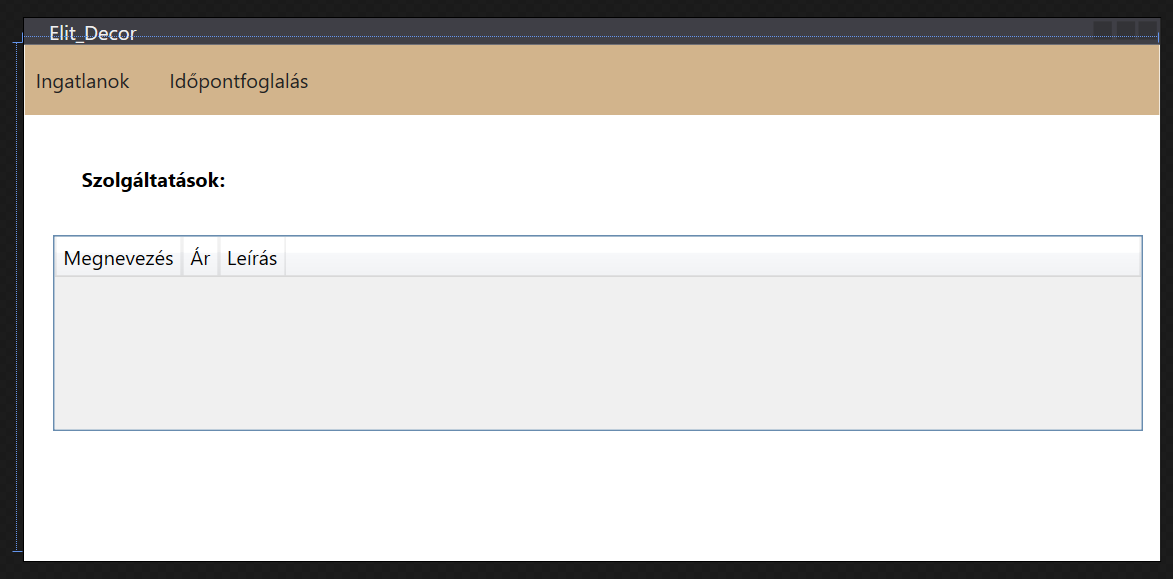 Elit_Decor
Ingatlanok Időpontfoglalás
Szolgáltatások:
Megnevezés Ár Leírás